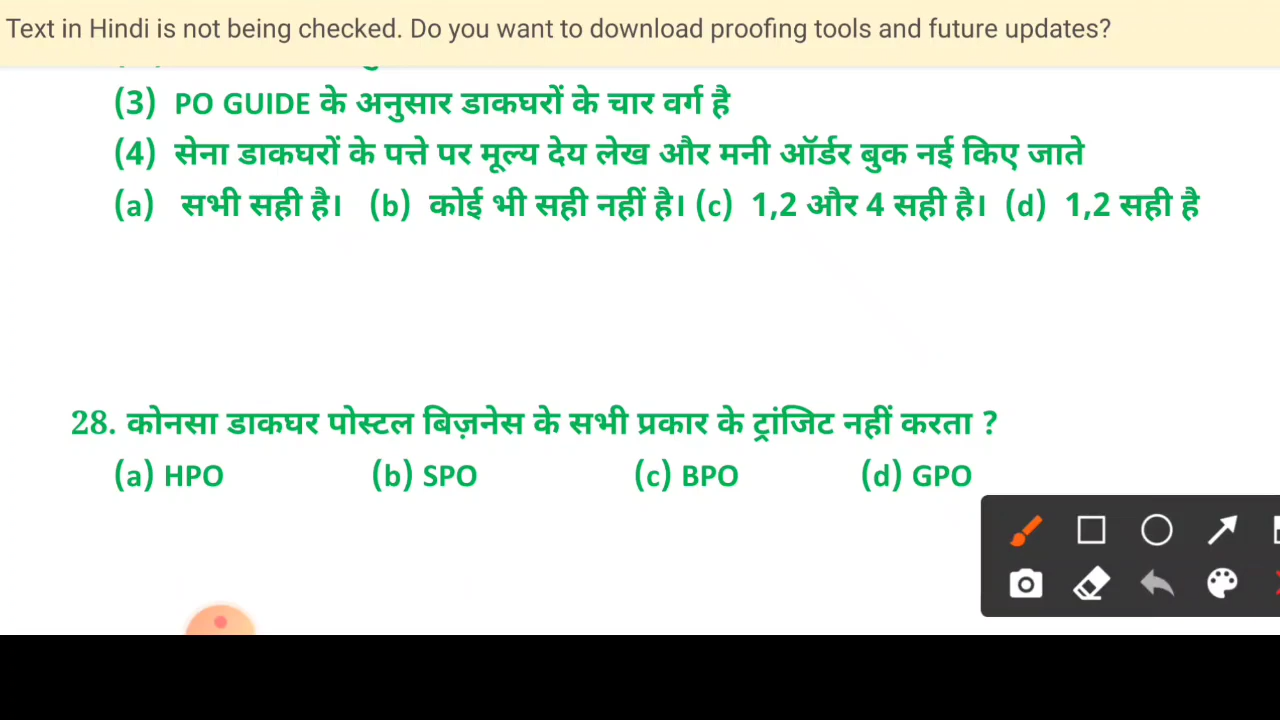 Text in Hindi is not being checked. Do you want to download proofing tools and future updates?
(3) PO GUIDE के अनुसार डाकघरों के चार वर्ग है
(4) सेना डाकघरों के पत्ते पर मूल्य देय लेख और मनी ऑर्डर बुक नई किए जाते
(a) सभी सही है। (b) कोई भी सही नहीं है। (c) 1,2 और 4 सही है। (d) 1,2 सही है
28. कोनसा डाकघर पोस्टल बिज़नेस के सभी प्रकार के ट्रांजिट नहीं करता ?
(a) HPO (b) SPO (c) BPO (d) GPO